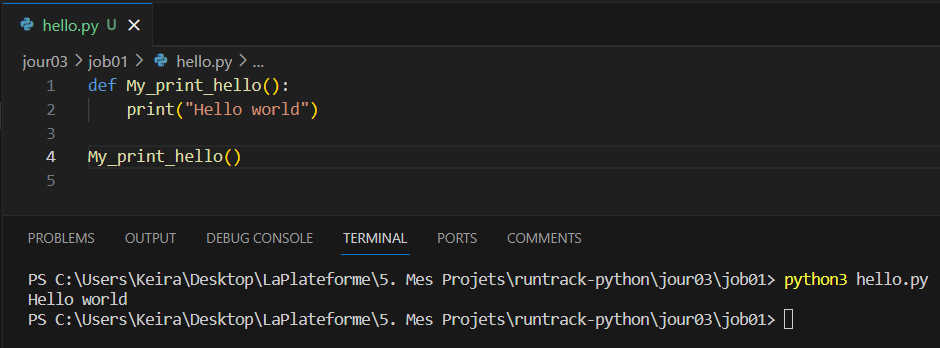 hello.py U ×
jour03 > job01 > hello.py > ...
1 def My_print_hello():
2     print("Hello world")
3
4 My_print_hello()
5
PROBLEMS OUTPUT DEBUG CONSOLE TERMINAL PORTS COMMENTS
PS C:\Users\Keira\Desktop\LaPlateforme\5. Mes Projets\runtrack-python\jour03\job01> python3 hello.py
Hello world
PS C:\Users\Keira\Desktop\LaPlateforme\5. Mes Projets\runtrack-python\jour03\job01>